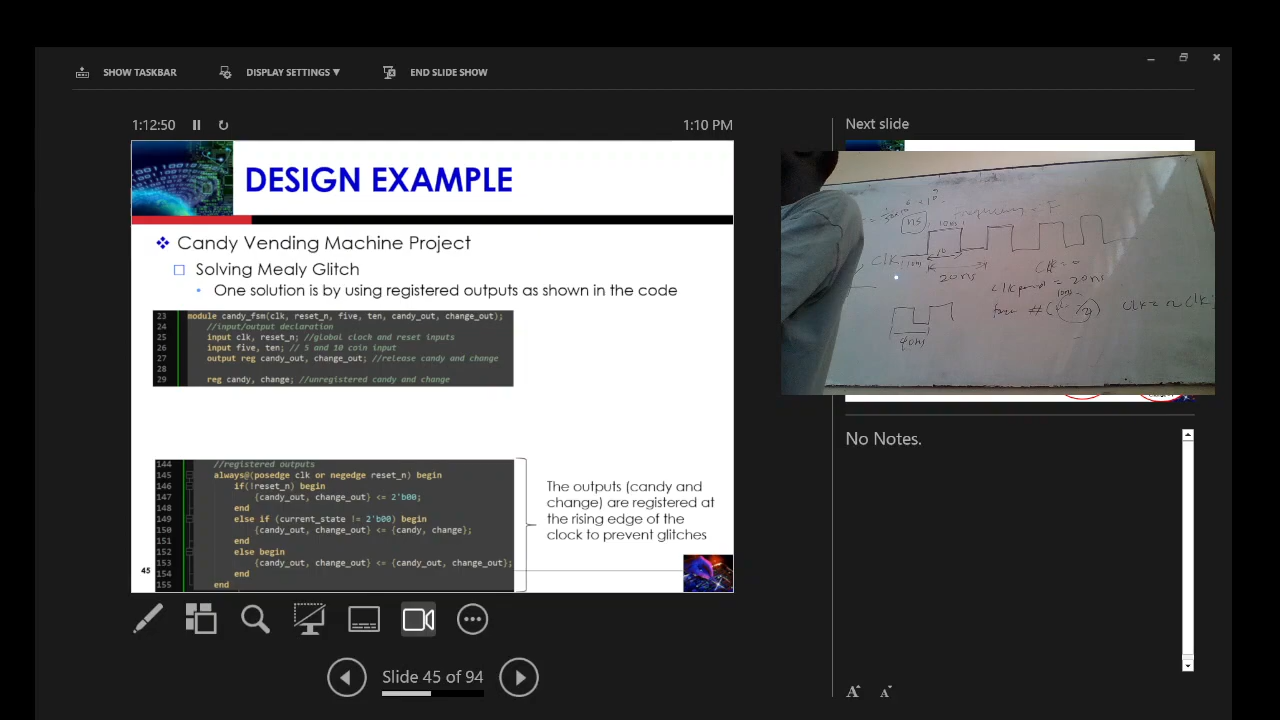 SHOW TASKBAR
DISPLAY SETTINGS ▼
END SLIDE SHOW
1:12:50
1:10 PM
DESIGN EXAMPLE
Candy Vending Machine Project
Solving Mealy Glitch
One solution is by using registered outputs as shown in the code
23 module candy_fsm(clk, reset_n, five, ten, candy_out, change_out);
24 //input/output declaration
25 input clk, reset_n; //global cloch and reset inputs
26 input five, ten; // 5 and 10 coin input
27 output reg candy_out, change_out; //release candy and change
28
29 reg candy, change; //unregistered candy and change
144 //registered outputs
145 always@(posedge clk or negedge reset_n) begin
146 if(!reset_n) begin
147 {candy_out, change_out} <= 2'b00;
148 end
149 else if (current_state != 2'b00) begin
150 {candy_out, change_out} <= {candy, change};
151 end
152 else begin
153 {candy_out, change_out} <= {candy_out, change_out};
154 end
155 end
The outputs (candy and
change) are registered at
the rising edge of the
clock to prevent glitches
45
Slide 45 of 94
Next slide
ns
Frequency = F
10ns
Clk
10
20ns
Clk = 0
Clk period = 20ns
No Notes.
A A